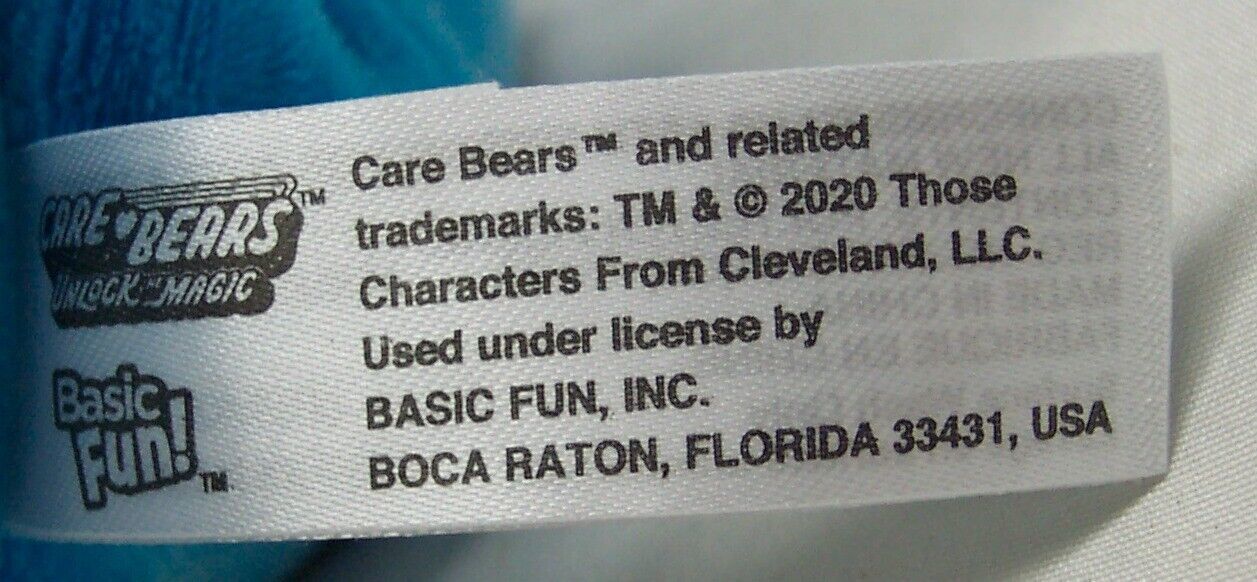 CARE BEARS™
UNLOCK THE MAGIC
Basic
Fun!™
Care Bears™ and related
trademarks: TM & © 2020 Those
Characters From Cleveland, LLC.
Used under license by
BASIC FUN, INC.
BOCA RATON, FLORIDA 33431, USA